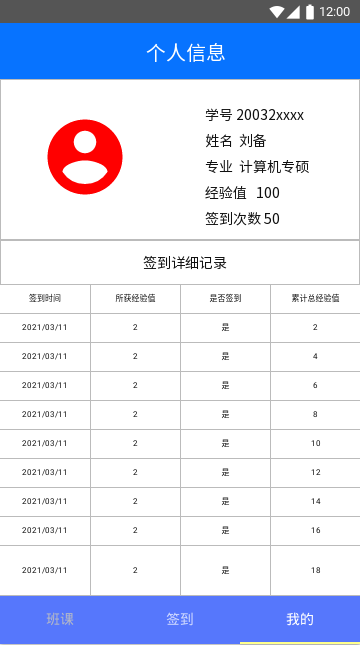 12:00
个人信息
学号 20032xxxx
姓名 刘备
专业 计算机专硕
经验值 100
签到次数 50
签到详细记录
签到时间 所获经验值 是否签到 累计总经验值
2021/03/11 2 是 2
2021/03/11 2 是 4
2021/03/11 2 是 6
2021/03/11 2 是 8
2021/03/11 2 是 10
2021/03/11 2 是 12
2021/03/11 2 是 14
2021/03/11 2 是 16
2021/03/11 2 是 18
班课 签到 我的